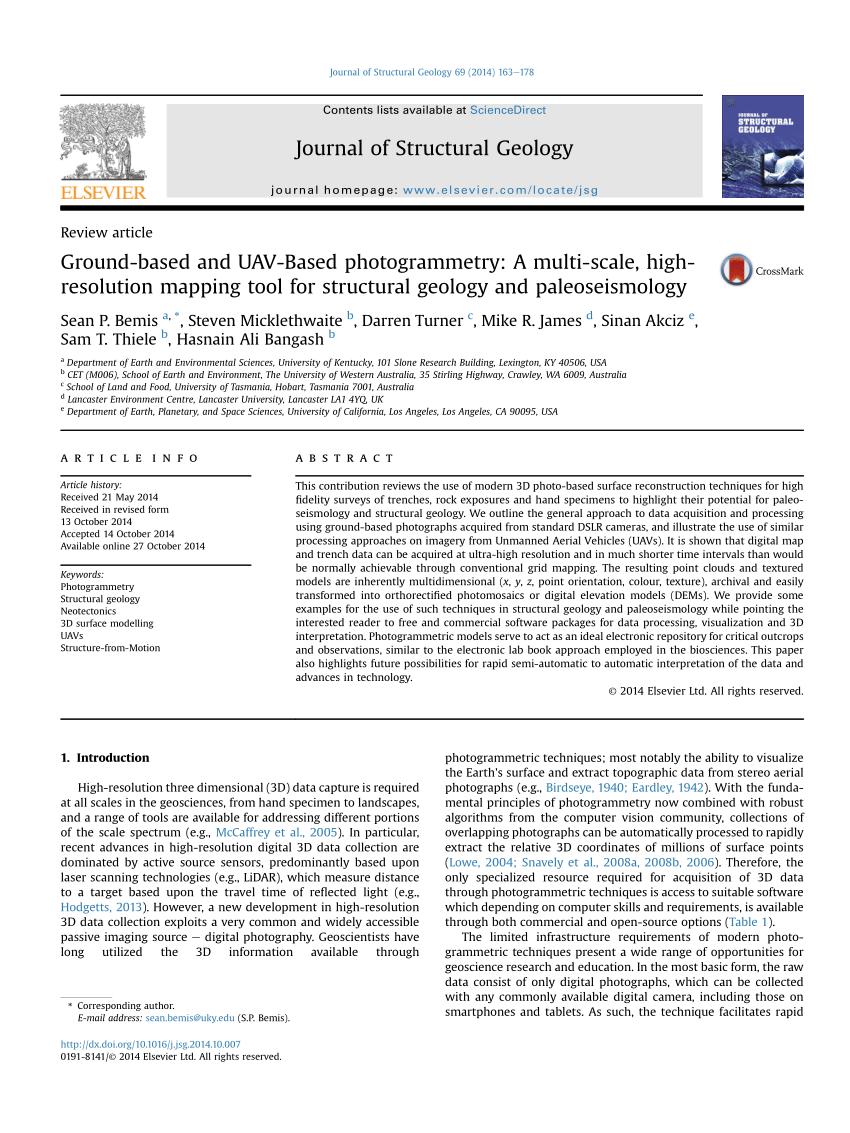 Journal of Structural Geology 69 (2014) 163–178
ELSEVIER
Contents lists available at ScienceDirect
Journal of Structural Geology
journal homepage: www.elsevier.com/locate/jsg
JOURNAL OF
STRUCTURAL
GEOLOGY
Review article
Ground-based and UAV-Based photogrammetry: A multi-scale, high-
resolution mapping tool for structural geology and paleoseismology
CrossMark
Sean P. Bemis a, *, Steven Micklethwaite b, Darren Turner c, Mike R. James d, Sinan Akciz e,
Sam T. Thiele b, Hasnain Ali Bangash b
a Department of Earth and Environmental Sciences, University of Kentucky, 101 Slone Research Building, Lexington, KY 40506, USA
b CET (M006), School of Earth and Environment, The University of Western Australia, 35 Stirling Highway, Crawley, WA 6009, Australia
c School of Land and Food, University of Tasmania, Hobart, Tasmania 7001, Australia
d Lancaster Environment Centre, Lancaster University, Lancaster LA1 4YQ, UK
e Department of Earth, Planetary, and Space Sciences, University of California, Los Angeles, Los Angeles, CA 90095, USA
ARTICLE INFO
Article history:
Received 21 May 2014
Received in revised form
13 October 2014
Accepted 14 October 2014
Available online 27 October 2014
Keywords:
Photogrammetry
Structural geology
Neotectonics
3D surface modelling
UAVs
Structure-from-Motion
ABSTRACT
This contribution reviews the use of modern 3D photo-based surface reconstruction techniques for high
fidelity surveys of trenches, rock exposures and hand specimens to highlight their potential for paleo-
seismology and structural geology. We outline the general approach to data acquisition and processing
using ground-based photographs acquired from standard DSLR cameras, and illustrate the use of similar
processing approaches on imagery from Unmanned Aerial Vehicles (UAVs). It is shown that digital map
and trench data can be acquired at ultra-high resolution and in much shorter time intervals than would
be normally achievable through conventional grid mapping. The resulting point clouds and textured
models are inherently multidimensional (x, y, z, point orientation, colour, texture), archival and easily
transformed into orthorectified photomosaics or digital elevation models (DEMs). We provide some
examples for the use of such techniques in structural geology and paleoseismology while pointing the
interested reader to free and commercial software packages for data processing, visualization and 3D
interpretation. Photogrammetric models serve to act as an ideal electronic repository for critical outcrops
and observations, similar to the electronic lab book approach employed in the biosciences. This paper
also highlights future possibilities for rapid semi-automatic to automatic interpretation of the data and
advances in technology.
© 2014 Elsevier Ltd. All rights reserved.
1. Introduction
High-resolution three dimensional (3D) data capture is required
at all scales in the geosciences, from hand specimen to landscapes,
and a range of tools are available for addressing different portions
of the scale spectrum (e.g., McCaffrey et al., 2005). In particular,
recent advances in high-resolution digital 3D data collection are
dominated by active source sensors, predominantly based upon
laser scanning technologies (e.g., LiDAR), which measure distance
to a target based upon the travel time of reflected light (e.g.,
Hodgetts, 2013). However, a new development in high-resolution
3D data collection exploits a very common and widely accessible
passive imaging source – digital photography. Geoscientists have
long utilized the 3D information available through
photogrammetric techniques; most notably the ability to visualize
the Earth's surface and extract topographic data from stereo aerial
photographs (e.g., Birdseye, 1940; Eardley, 1942). With the funda-
mental principles of photogrammetry now combined with robust
algorithms from the computer vision community, collections of
overlapping photographs can be automatically processed to rapidly
extract the relative 3D coordinates of millions of surface points
(Lowe, 2004; Snavely et al., 2008a, 2008b, 2006). Therefore, the
only specialized resource required for acquisition of 3D data
through photogrammetric techniques is access to suitable software
which depending on computer skills and requirements, is available
through both commercial and open-source options (Table 1).
The limited infrastructure requirements of modern photo-
grammetric techniques present a wide range of opportunities for
geoscience research and education. In the most basic form, the raw
data consist of only digital photographs, which can be collected
with any commonly available digital camera, including those on
smartphones and tablets. As such, the technique facilitates rapid
* Corresponding author.
E-mail address: sean.bemis@uky.edu (S.P. Bemis).
http://dx.doi.org/10.1016/j.jsg.2014.10.007
0191-8141/© 2014 Elsevier Ltd. All rights reserved.